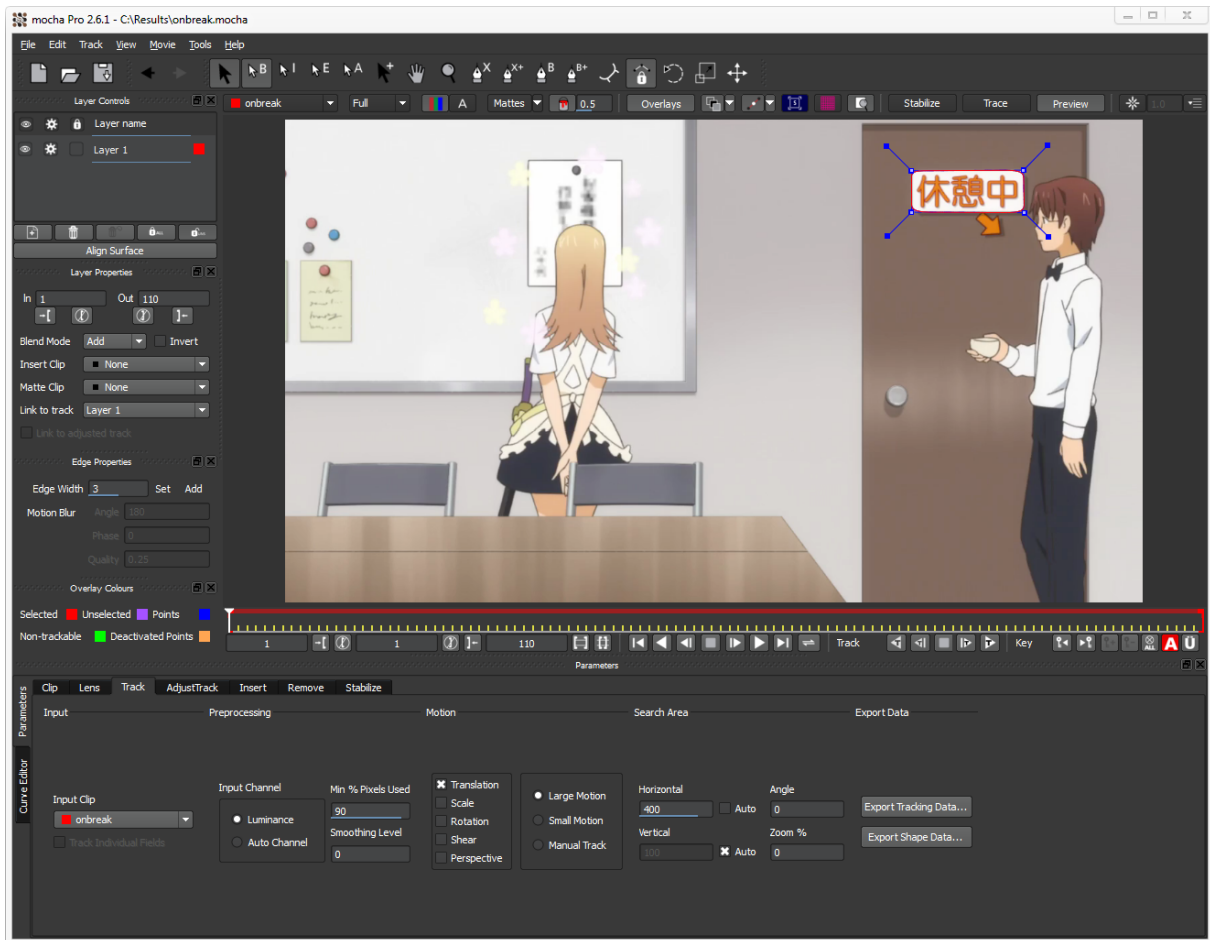 mocha Pro 2.6.1 - C:\Results\onbreak.mocha
File Edit Track View Movie Tools Help
B I E A X X+ B B+
Layer Controls
onbreak Full A Mattes 0.5 Overlays S Stabilize Trace Preview 1.0
Layer name
Layer 1
ALL
Align Surface
Layer Properties
In 1 Out 110
Blend Mode Add Invert
Insert Clip None
Matte Clip None
Link to track Layer 1
Link to adjusted track
Edge Properties
Edge Width 3 Set Add
Motion Blur Angle 180
Phase 0
Quality 0.25
Overlay Colours
Selected Unselected Points
Non-trackable Deactivated Points
休憩中
1 1 110 Track Key ALL A Ü
Parameters
Parameters
Curve Editor
Clip Lens Track AdjustTrack Insert Remove Stabilize
Input Preprocessing Motion Search Area Export Data
Input Clip
onbreak
Track Individual Fields
Input Channel
Luminance
Auto Channel
Min % Pixels Used
90
Smoothing Level
0
Translation
Scale
Rotation
Shear
Perspective
Large Motion
Small Motion
Manual Track
Horizontal
400 Auto
Vertical
100 Auto
Angle
0
Zoom %
0
Export Tracking Data...
Export Shape Data...